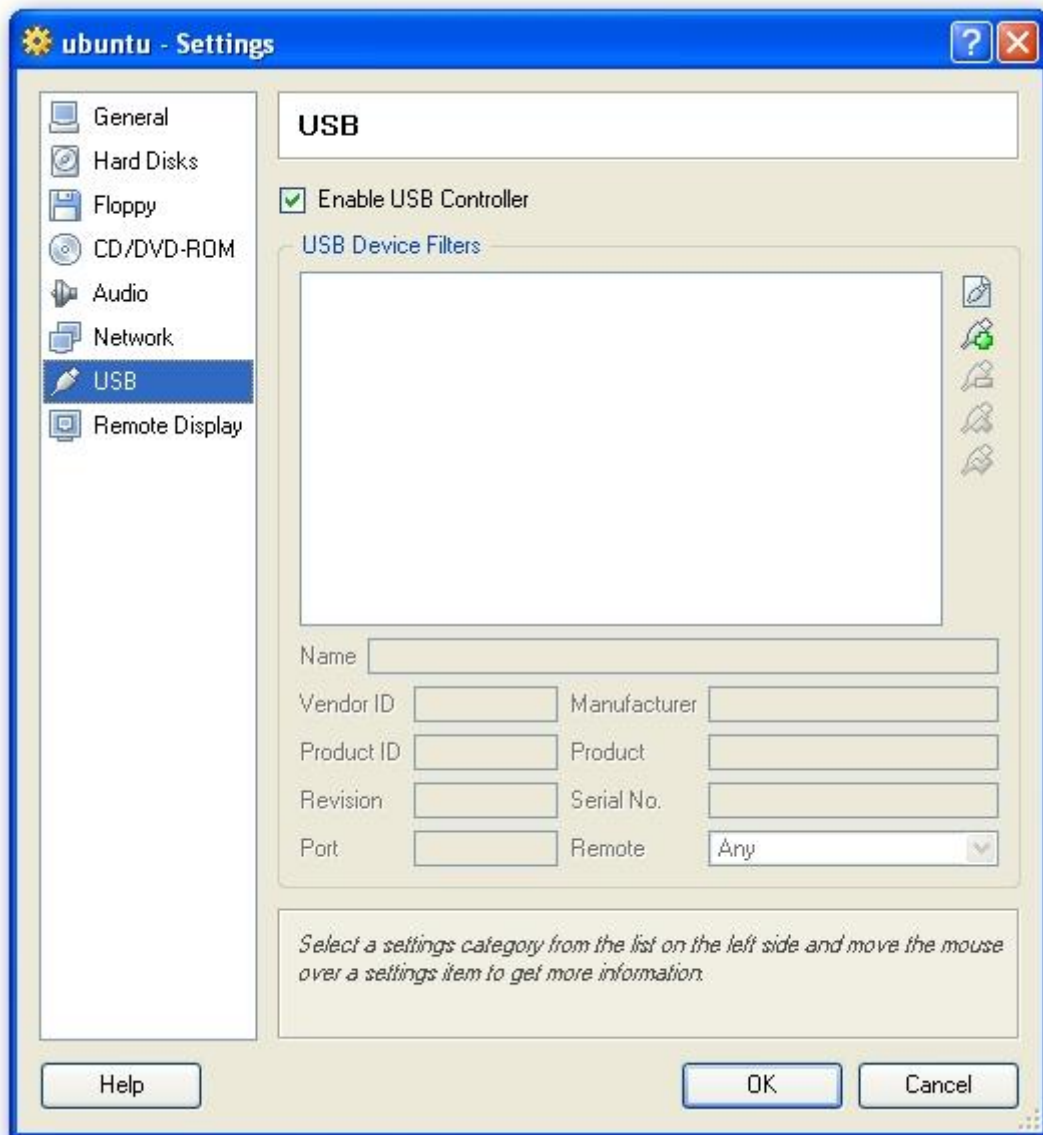 ubuntu - Settings
General
Hard Disks
Floppy
CD/DVD-ROM
Audio
Network
USB
Remote Display
USB
Enable USB Controller
USB Device Filters
Name
Vendor ID
Manufacturer
Product ID
Product
Revision
Serial No.
Port
Remote
Any
Select a settings category from the list on the left side and move the mouse
over a settings item to get more information.
Help
OK
Cancel